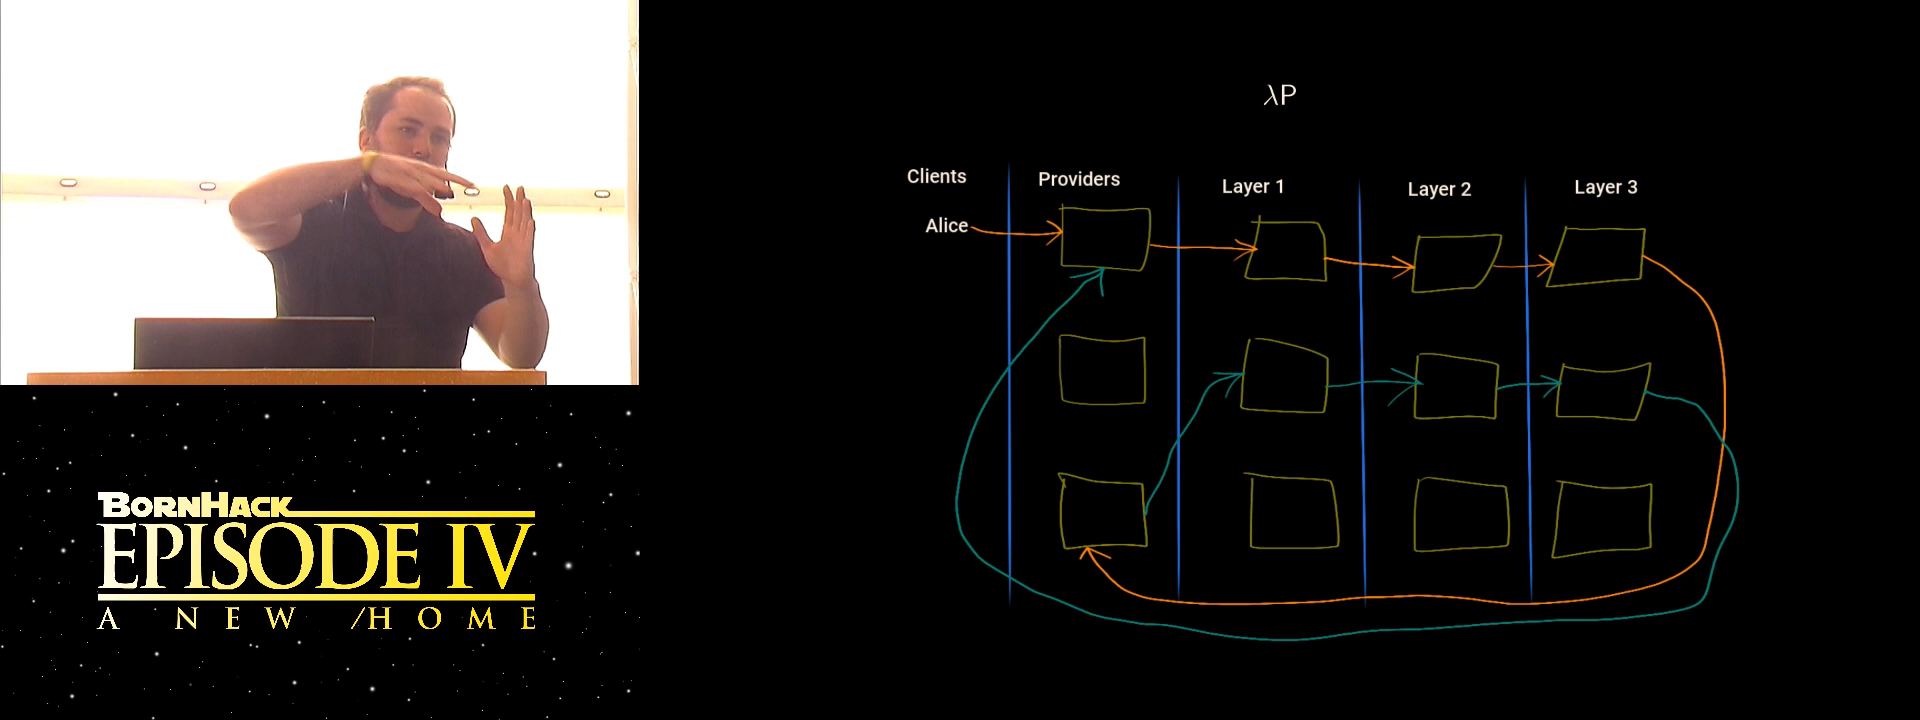 λP
Clients
Providers
Layer 1
Layer 2
Layer 3
Alice
BORNHACK
EPISODE IV
A NEW /HOME